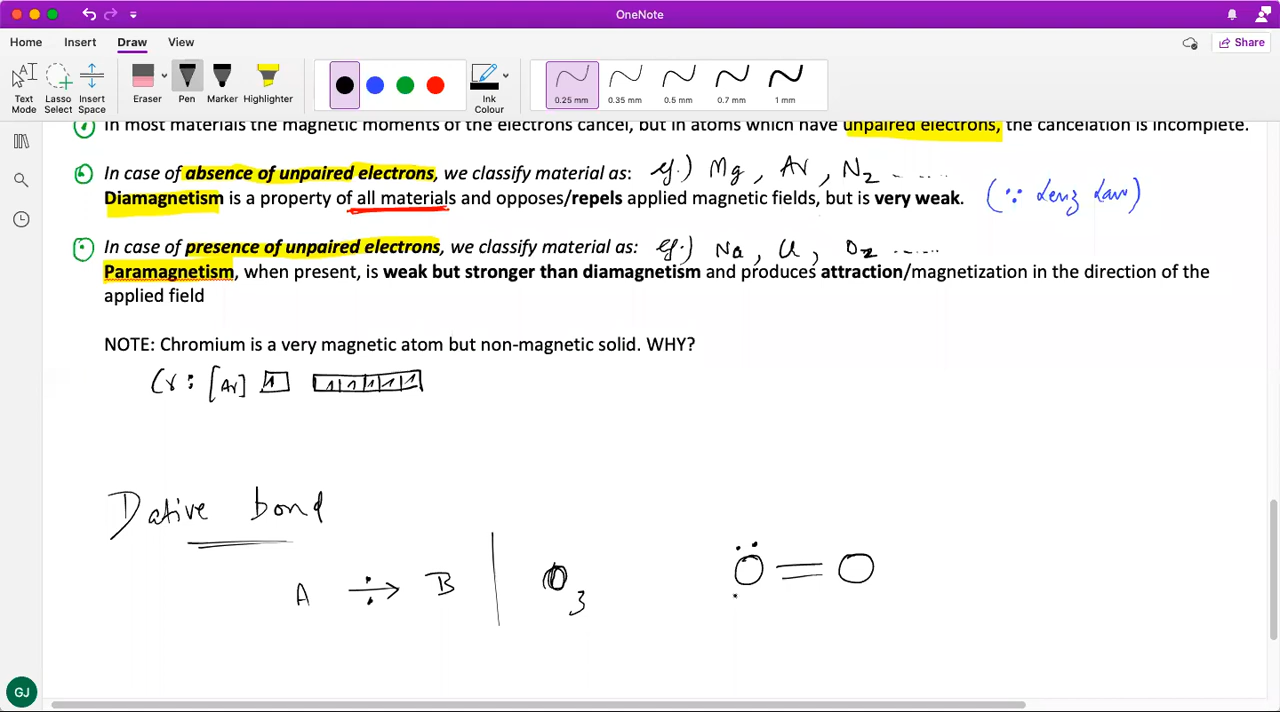 OneNote
Home Insert Draw View
Share
Text Mode
Lasso Select
Insert Space
Eraser
Pen
Marker
Highlighter
Ink Colour
0.25 mm 0.35 mm 0.5 mm 0.7 mm 1 mm
In most materials the magnetic moments of the electrons cancel, but in atoms which have unpaired electrons, the cancelation is incomplete.
In case of absence of unpaired electrons, we classify material as: eg.) Mg, Ar, N2 ......
Diamagnetism is a property of all materials and opposes/repels applied magnetic fields, but is very weak. (∵ Lenz Law)
In case of presence of unpaired electrons, we classify material as: eg.) Na, Cl, O2 ......
Paramagnetism, when present, is weak but stronger than diamagnetism and produces attraction/magnetization in the direction of the
applied field
NOTE: Chromium is a very magnetic atom but non-magnetic solid. WHY?
Cr : [Ar] 1 1 1 1 1 1
Dative bond
A → B | O3 O = O
GJ